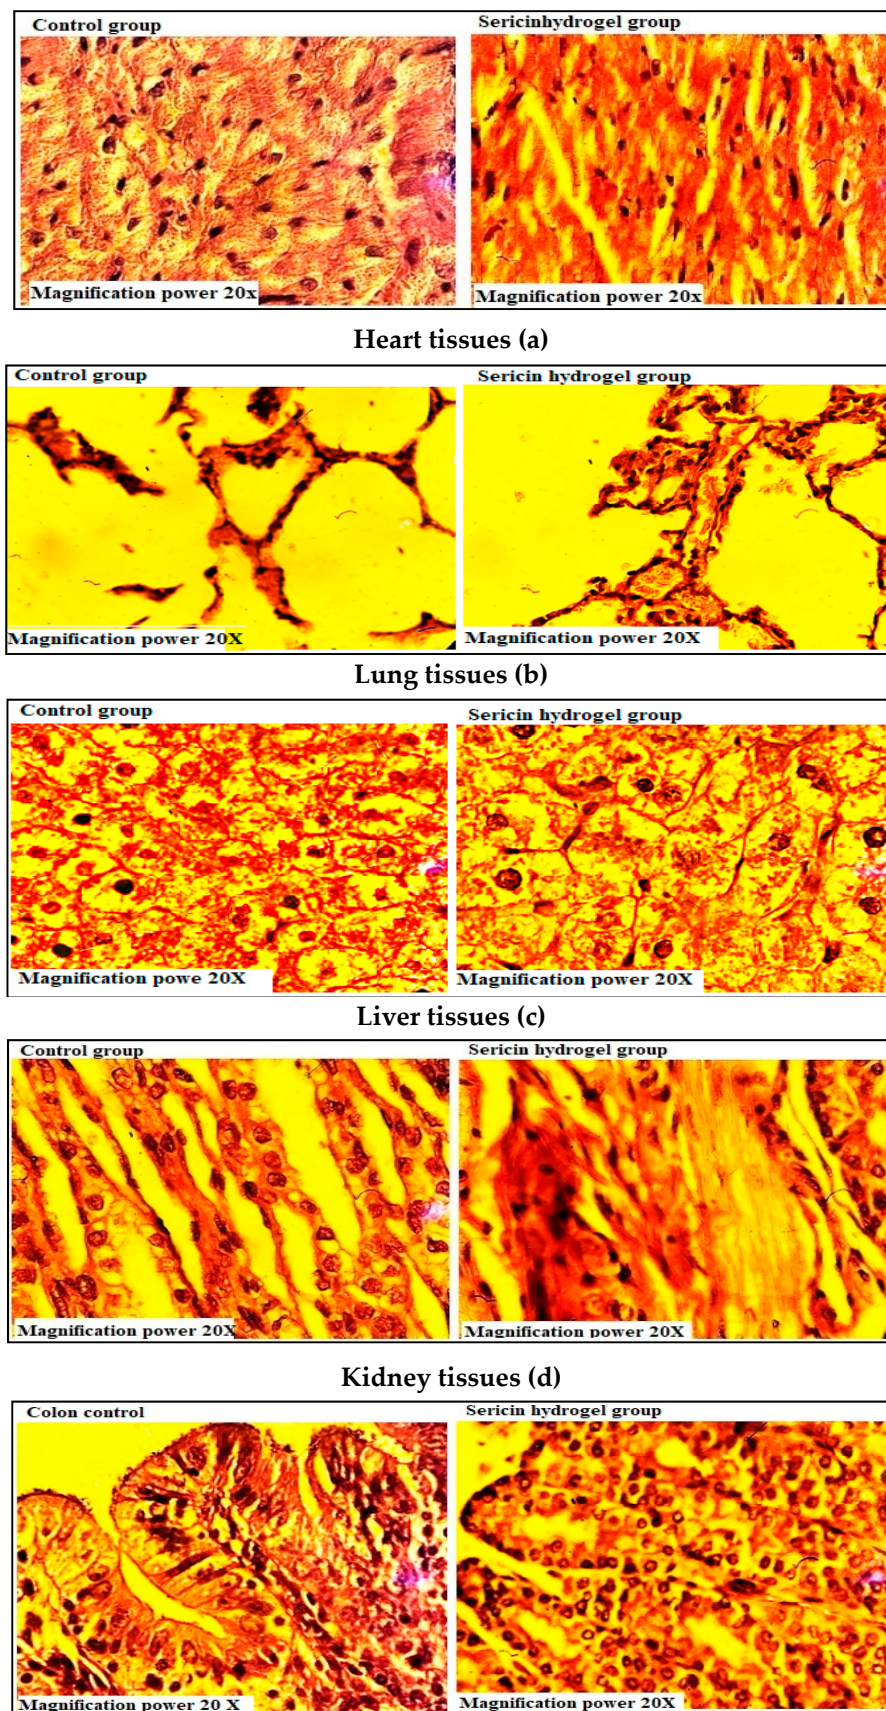 Control group
Sericinhydrogel group
Magnification power 20x
Magnification power 20x
Heart tissues (a)
Control group
Sericin hydrogel group
Magnification power 20X
Magnification power 20X
Lung tissues (b)
Control group
Sericin hydrogel group
Magnification powe 20X
Magnification power 20X
Liver tissues (c)
Control group
Sericin hydrogel group
Magnification power 20X
Magnification power 20X
Kidney tissues (d)
Colon control
Sericin hydrogel group
Magnification power 20 X
Magnification power 20X